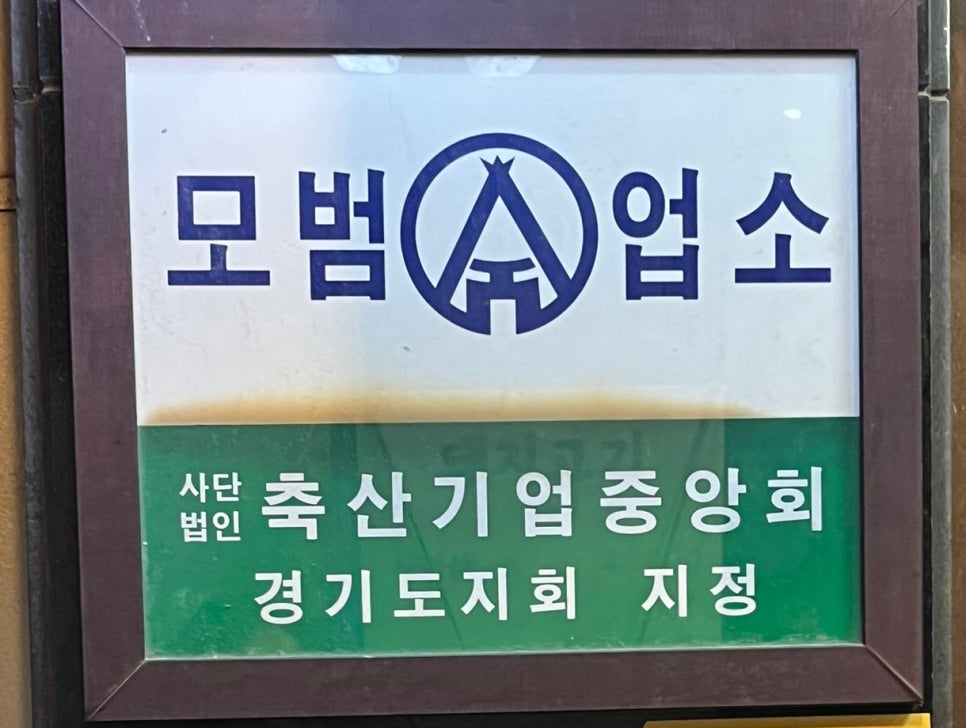 모범 업소
사단법인 축산기업중앙회
경기도지회 지정